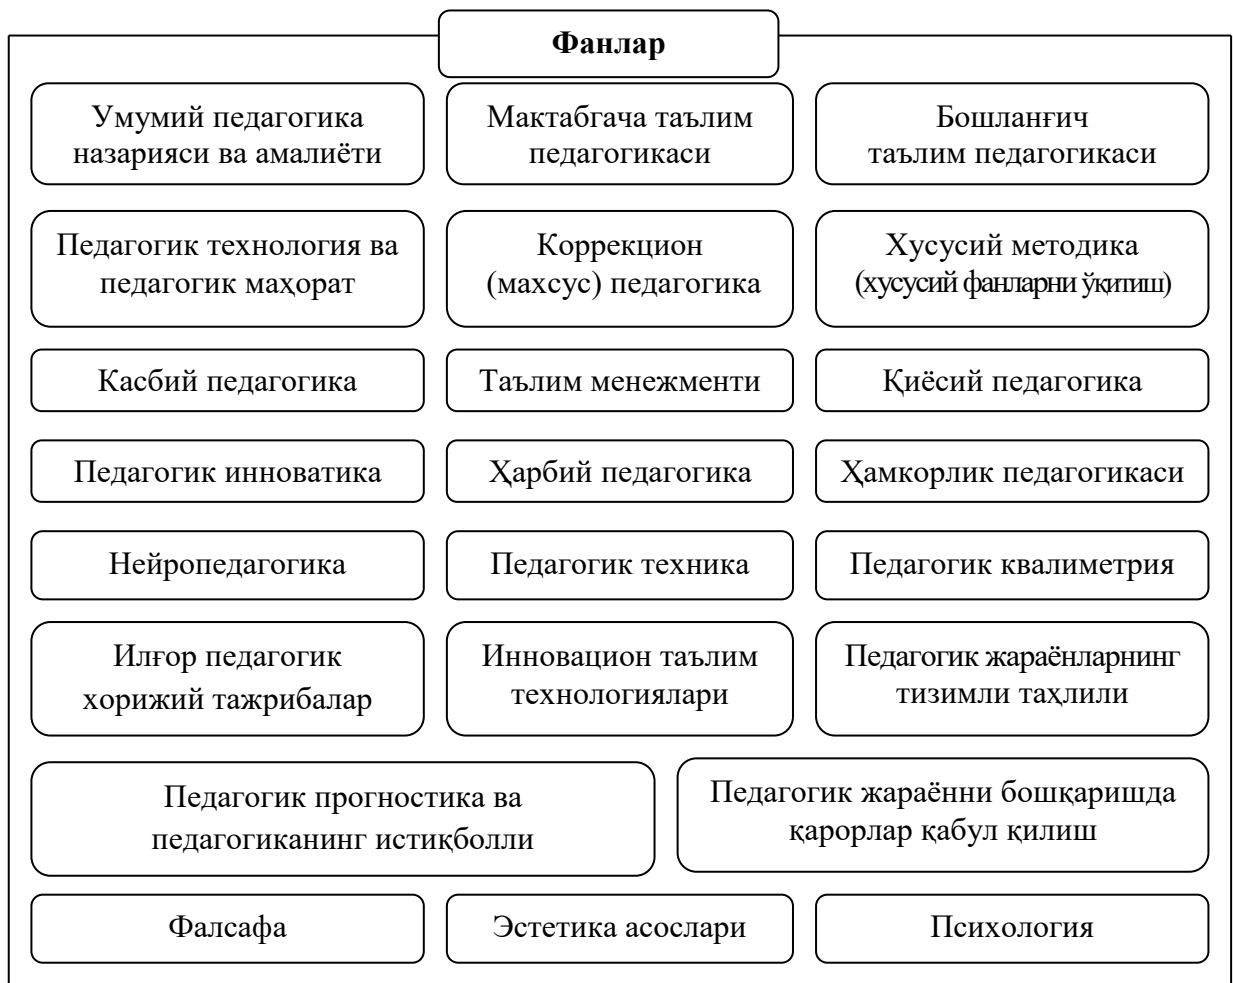 Фанлар
Умумий педагогика
назарияси ва амалиёти
Мактабгача таълим
педагогикаси
Бошланғич
таълим педагогикаси
Педагогик технология ва
педагогик маҳорат
Коррекцион
(махсус) педагогика
Хусусий методика
(хусусий фанларни ўқитиш)
Касбий педагогика
Таълим менежменти
Қиёсий педагогика
Педагогик инноватика
Ҳарбий педагогика
Ҳамкорлик педагогикаси
Нейропедагогика
Педагогик техника
Педагогик квалиметрия
Илғор педагогик
хорижий тажрибалар
Инновацион таълим
технологиялари
Педагогик жараёнларнинг
тизимли таҳлили
Педагогик прогностика ва
педагогиканинг истиқболли
Педагогик жараённи бошқаришда
қарорлар қабул қилиш
Фалсафа
Эстетика асослари
Психология